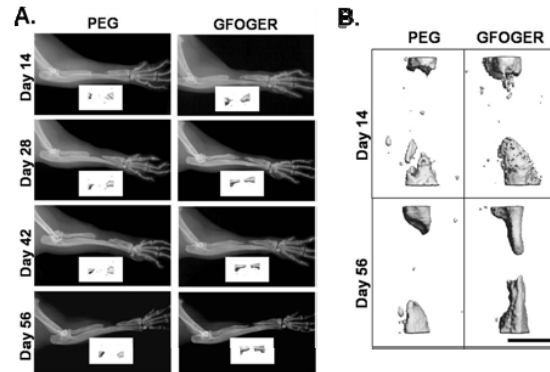 A.
PEG
GFOGER
Day 14
Day 28
Day 42
Day 56
B.
PEG
GFOGER
Day 14
Day 56